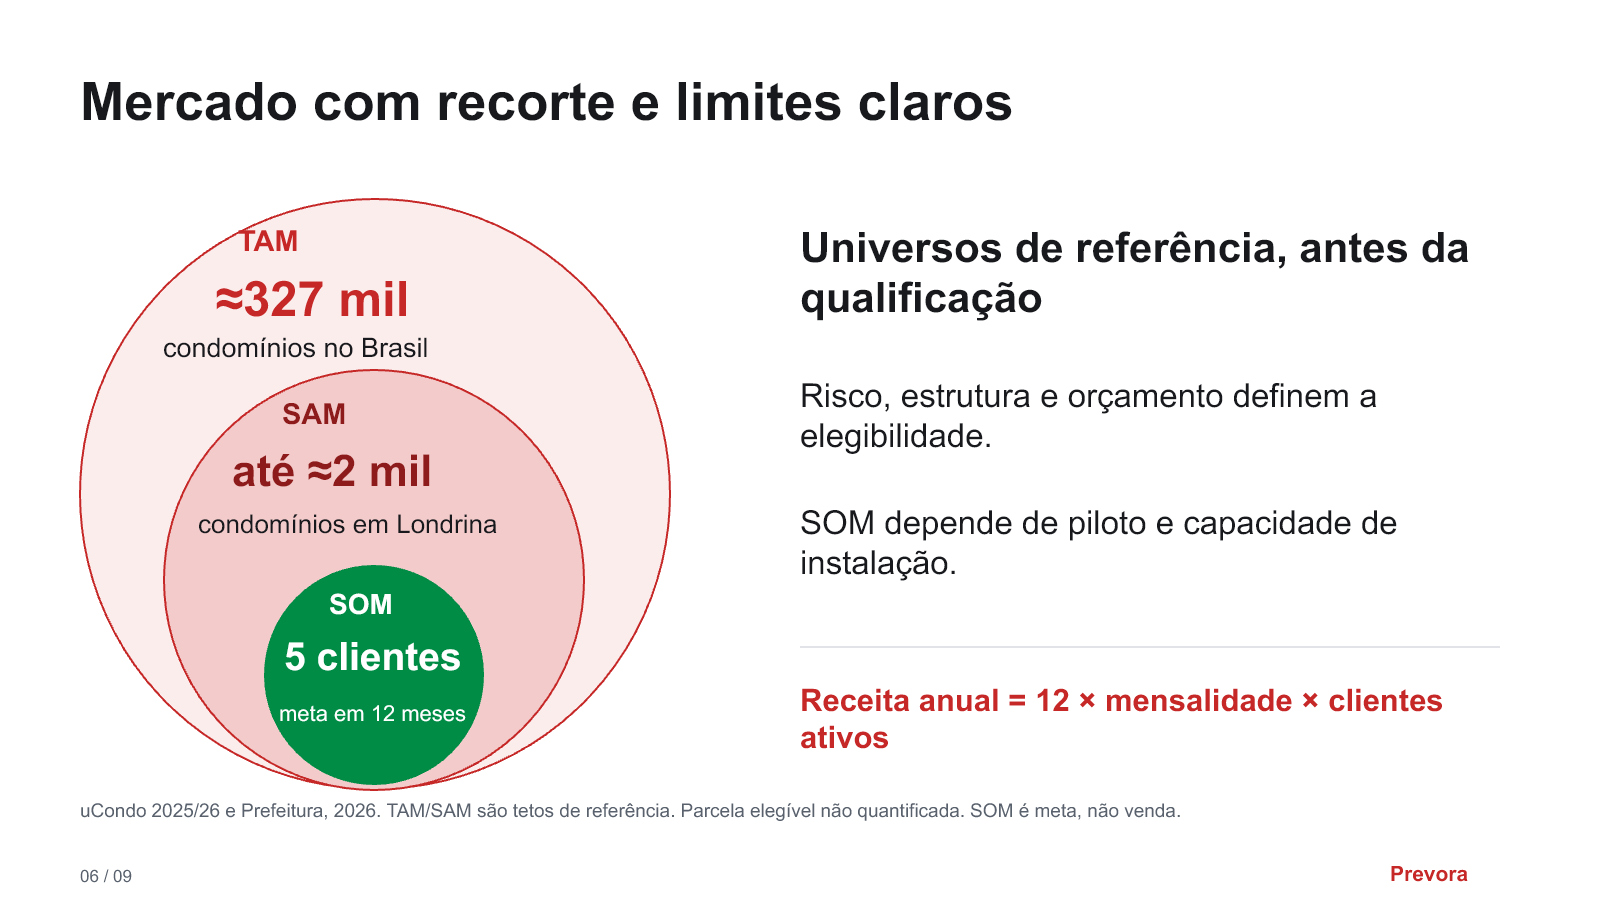 Mercado com recorte e limites claros
TAM
≈327 mil
condomínios no Brasil
SAM
até ≈2 mil
condomínios em Londrina
SOM
5 clientes
meta em 12 meses
Universos de referência, antes da
qualificação
Risco, estrutura e orçamento definem a
elegibilidade.
SOM depende de piloto e capacidade de
instalação.
Receita anual = 12 × mensalidade × clientes
ativos
uCondo 2025/26 e Prefeitura, 2026. TAM/SAM são tetos de referência. Parcela elegível não quantificada. SOM é meta, não venda.
06 / 09
Prevora